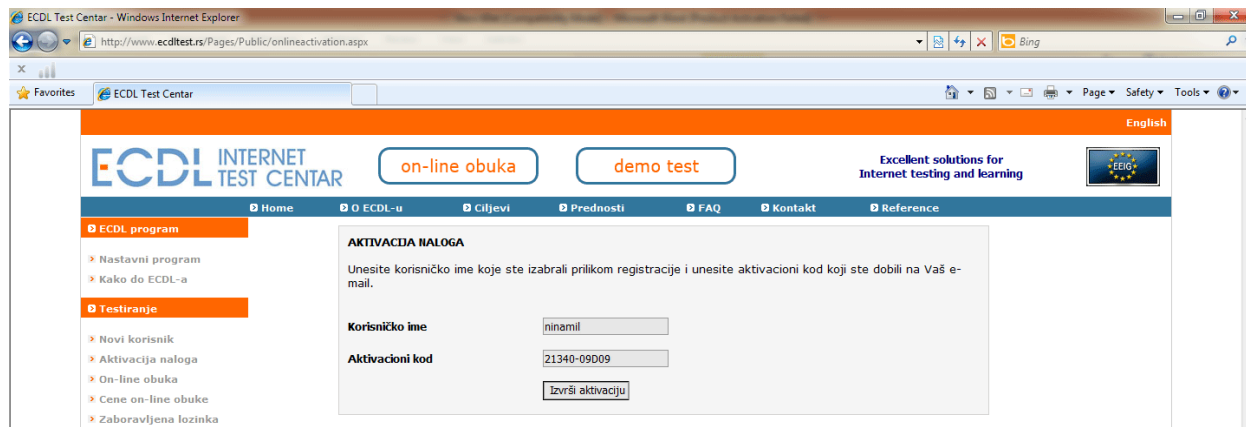 ECDL Test Centar - Windows Internet Explorer
http://www.ecdltest.rs/Pages/Public/onlineactivation.aspx
Bing
x
Favorites
ECDL Test Centar
Page
Safety
Tools
English
ECDL INTERNET TEST CENTAR
on-line obuka
demo test
Excellent solutions for
Internet testing and learning
EEIG
Home
O ECDL-u
Ciljevi
Prednosti
FAQ
Kontakt
Reference
ECDL program
Nastavni program
Kako do ECDL-a
Testiranje
Novi korisnik
Aktivacija naloga
On-line obuka
Cene on-line obuke
Zaboravljena lozinka
AKTIVACIJA NALOGA
Unesite korisničko ime koje ste izabrali prilikom registracije i unesite aktivacioni kod koji ste dobili na Vaš e-
mail.
Korisničko ime
ninamil
Aktivacioni kod
21340-09D09
Izvrši aktivaciju